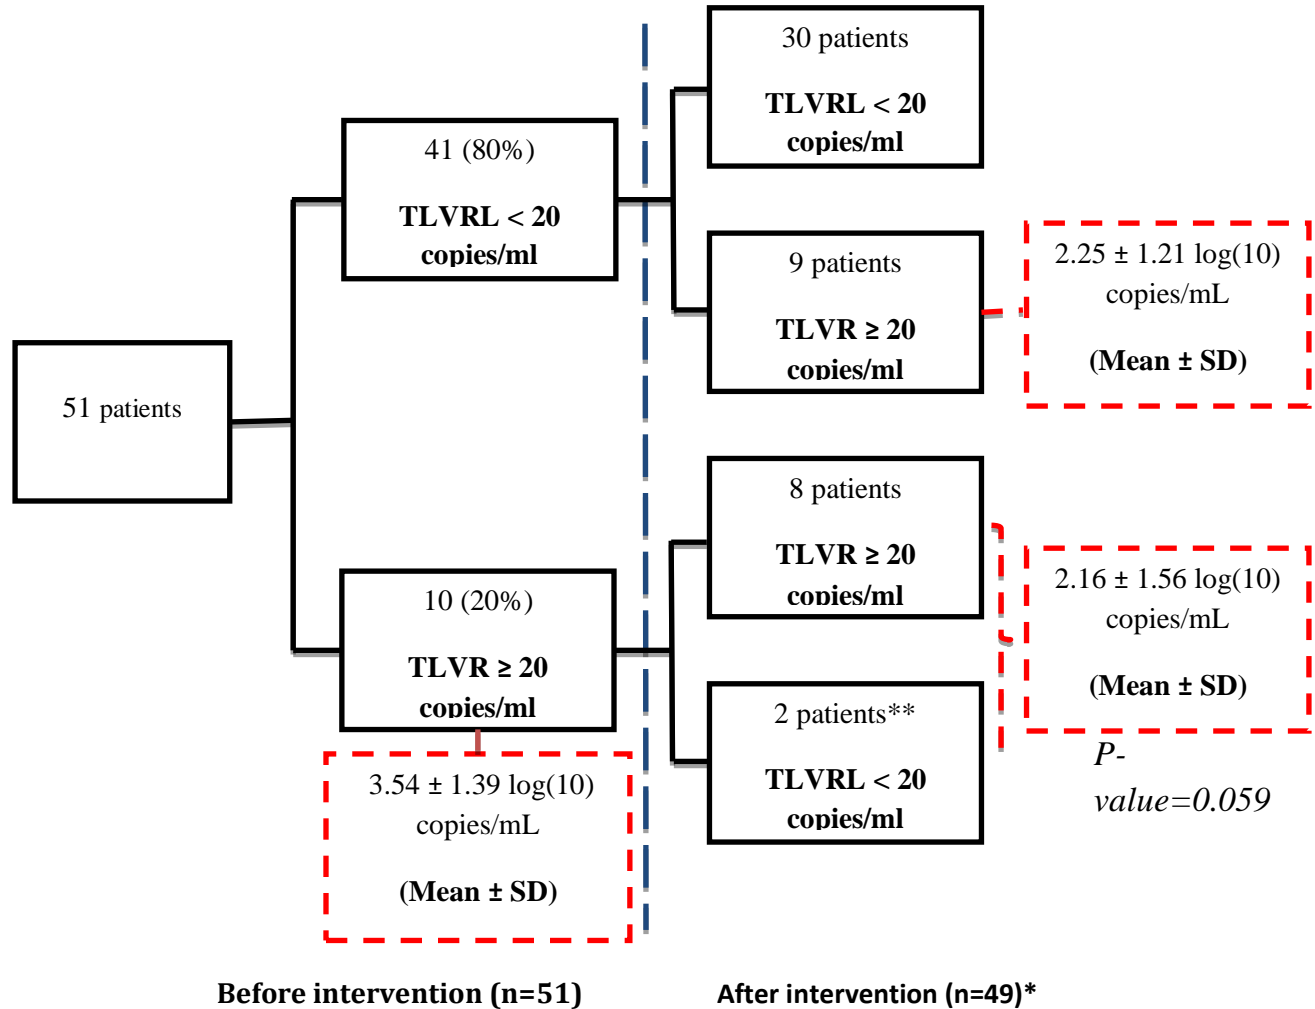 51 patients
41 (80%)
TLVRL < 20
copies/ml
10 (20%)
TLVR ≥ 20
copies/ml
3.54 ± 1.39 log(10)
copies/mL
(Mean ± SD)
30 patients
TLVRL < 20
copies/ml
9 patients
TLVR ≥ 20
copies/ml
2.25 ± 1.21 log(10)
copies/mL
(Mean ± SD)
8 patients
TLVR ≥ 20
copies/ml
2 patients**
TLVRL < 20
copies/ml
2.16 ± 1.56 log(10)
copies/mL
(Mean ± SD)
P-
value=0.059
Before intervention (n=51)
After intervention (n=49)*